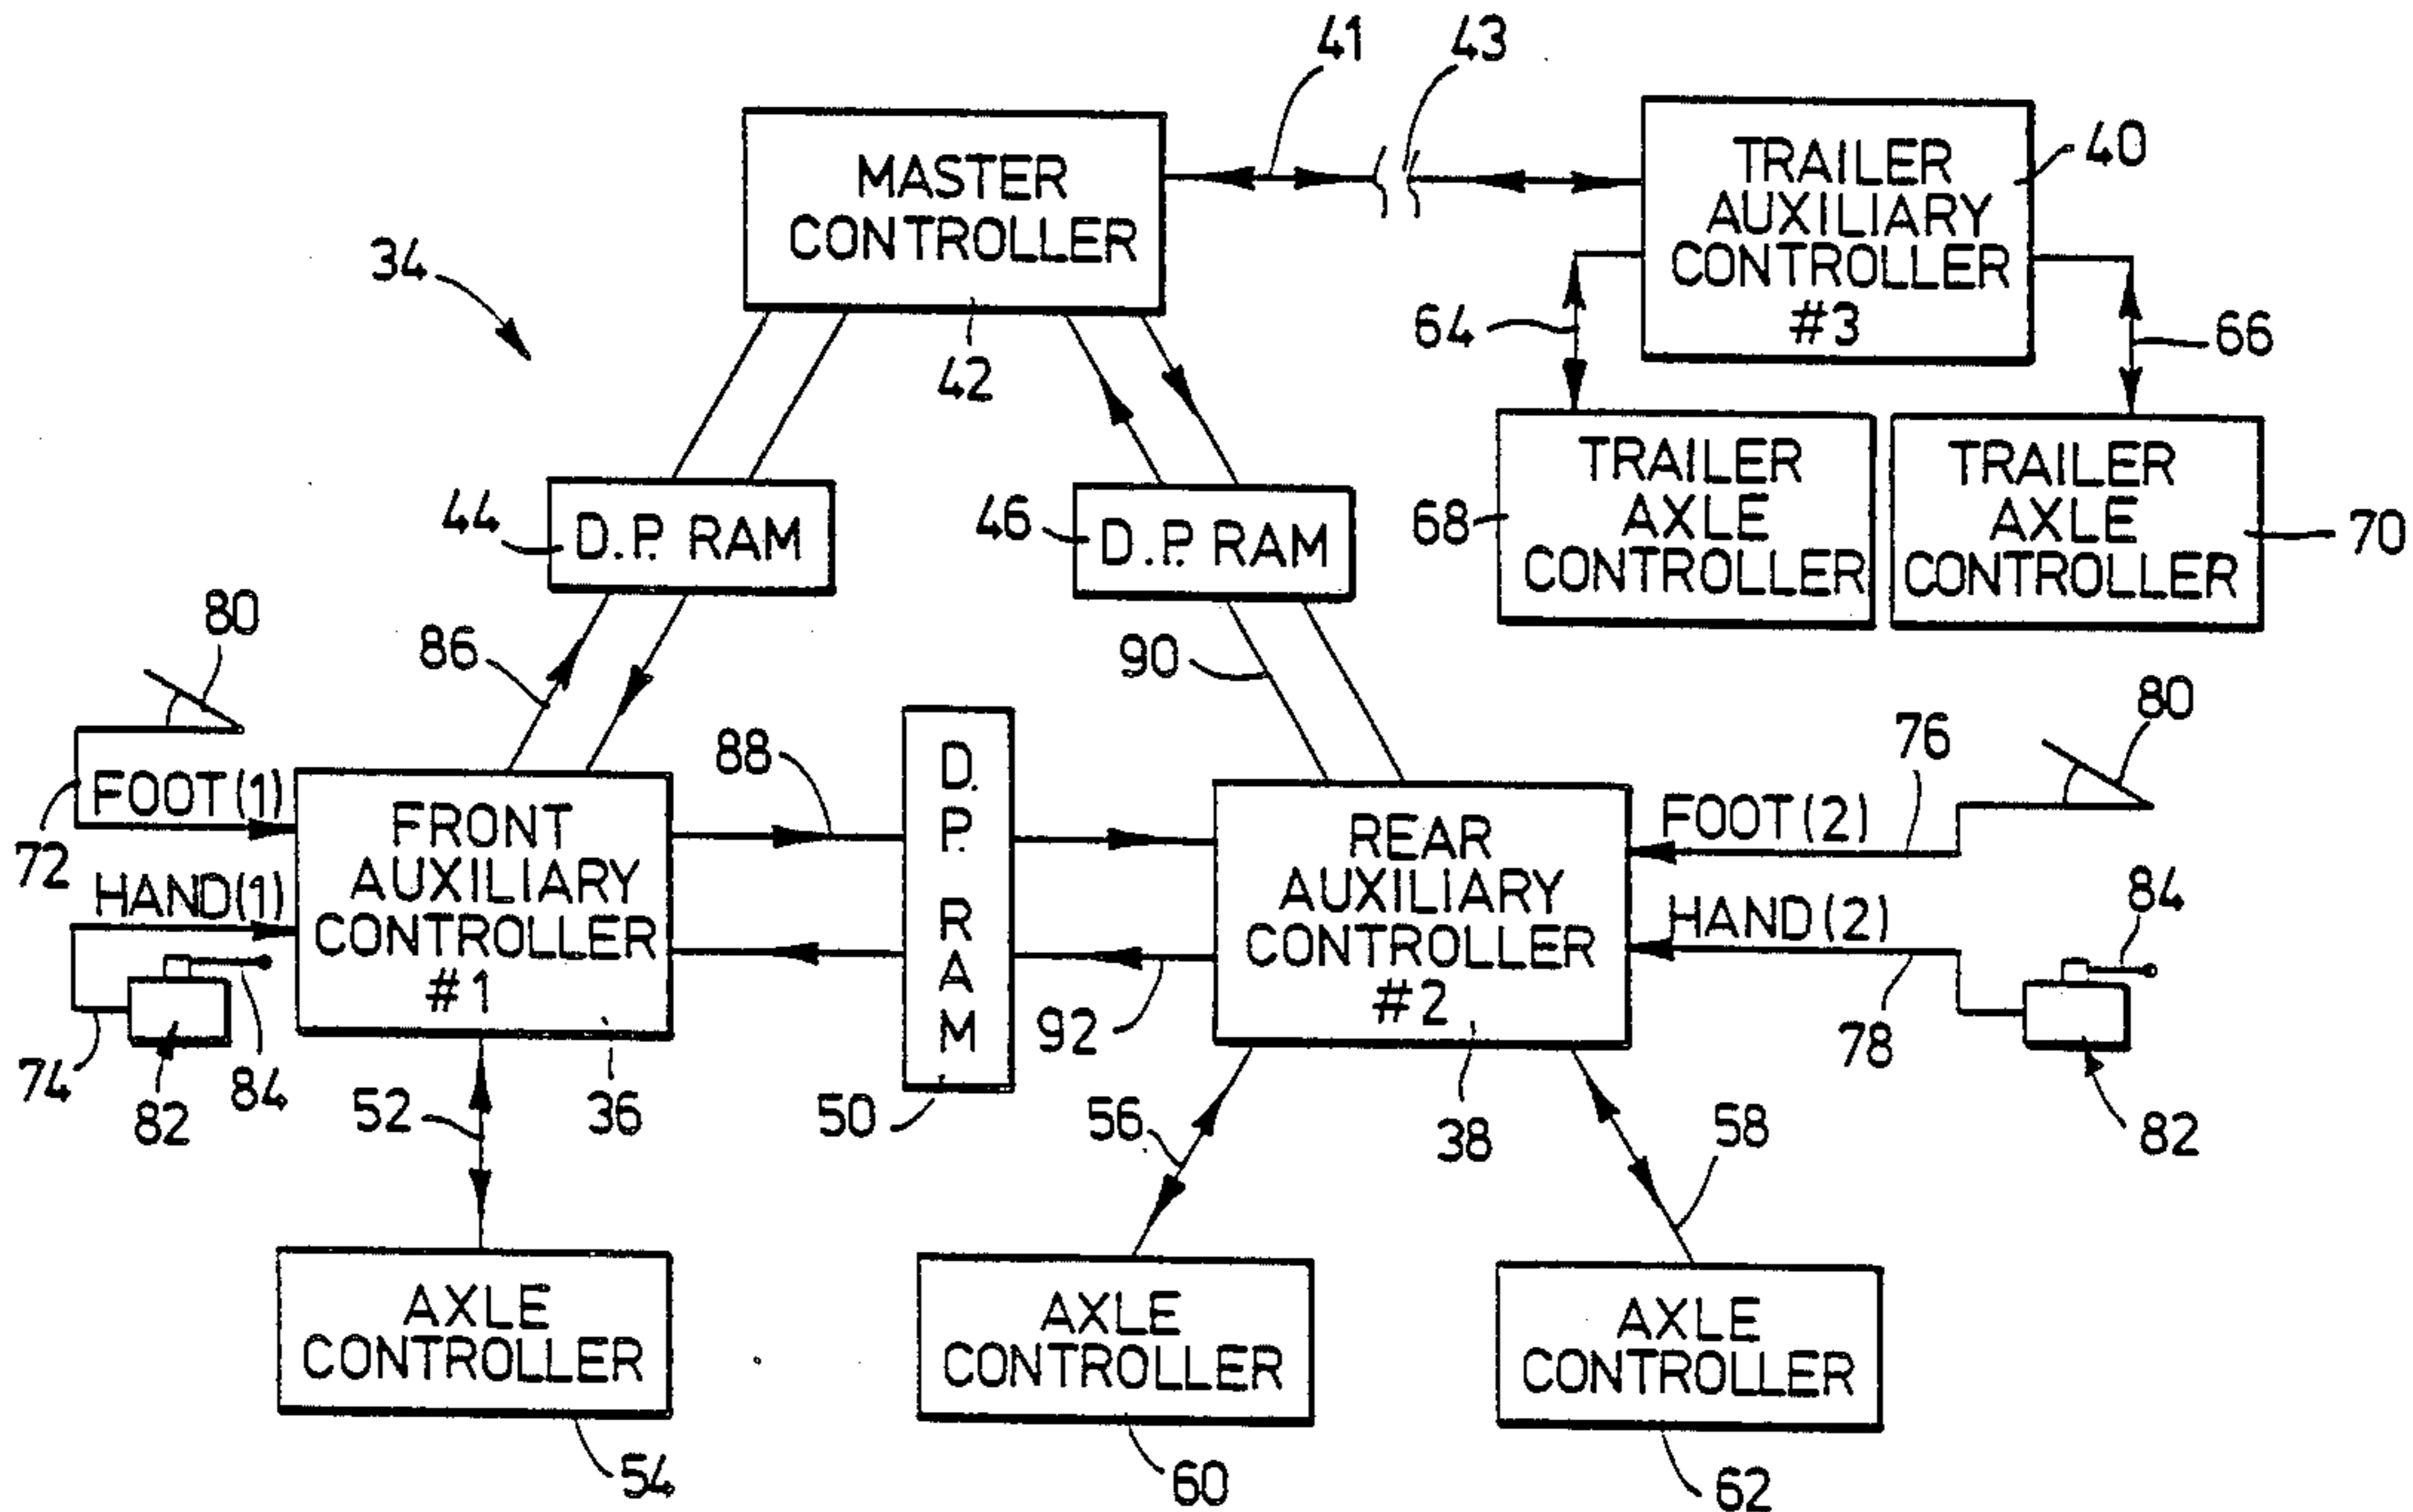 41
43
MASTER
CONTROLLER
42
34
TRAILER
AUXILIARY
CONTROLLER
#3
40
64
66
TRAILER
AXLE
CONTROLLER
68
TRAILER
AXLE
CONTROLLER
70
44
D.P. RAM
46
D.P. RAM
80
86
90
72
FOOT(1)
HAND(1)
74
82
84
FRONT
AUXILIARY
CONTROLLER
#1
36
88
D.
P.
R
A
M
50
92
REAR
AUXILIARY
CONTROLLER
#2
38
FOOT(2)
76
80
HAND(2)
78
84
82
52
56
58
AXLE
CONTROLLER
54
AXLE
CONTROLLER
60
AXLE
CONTROLLER
62